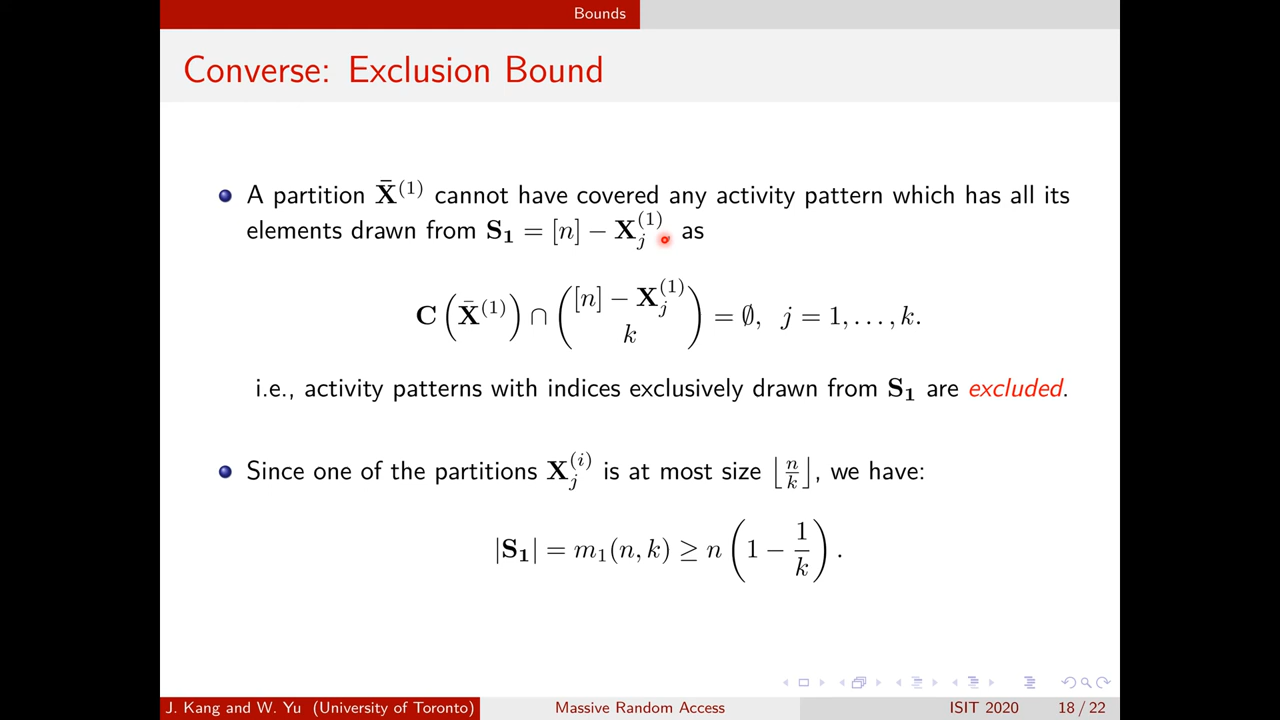 Bounds
Converse: Exclusion Bound
A partition X̄⁽¹⁾ cannot have covered any activity pattern which has all its
elements drawn from S₁ = [n] − X_j^{(1)} as
C(X̄⁽¹⁾) ∩ ([n] − X_j^{(1)} \choose k) = ∅, j = 1, . . . , k.
i.e., activity patterns with indices exclusively drawn from S₁ are excluded.
Since one of the partitions X_j^{(i)} is at most size ⌊n/k⌋, we have:
|S₁| = m₁(n, k) ≥ n(1 − 1/k).
J. Kang and W. Yu (University of Toronto) Massive Random Access ISIT 2020 18 / 22